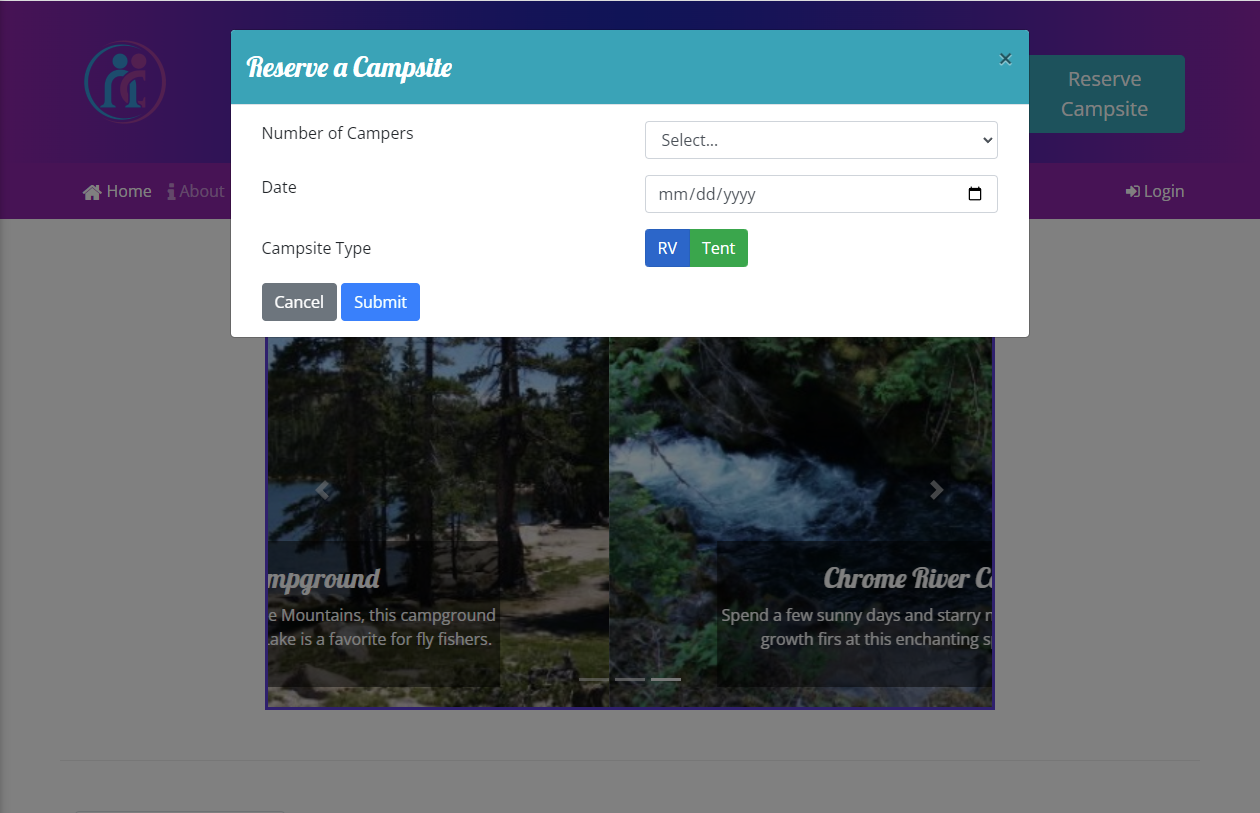 Reserve a Campsite
×
Reserve
Campsite
Number of Campers
Select...
Date
mm/dd/yyyy
Home
About
Login
Campsite Type
RV
Tent
Cancel
Submit
mpground
e Mountains, this campground
ake is a favorite for fly fishers.
Chrome River C
Spend a few sunny days and starry n
growth firs at this enchanting s